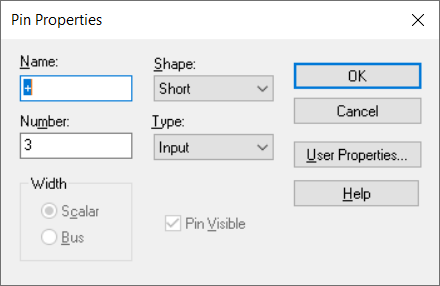 Pin Properties
Name:
+
Number:
3
Width
Scalar
Bus
Shape:
Short
Type:
Input
Pin Visible
OK
Cancel
User Properties...
Help